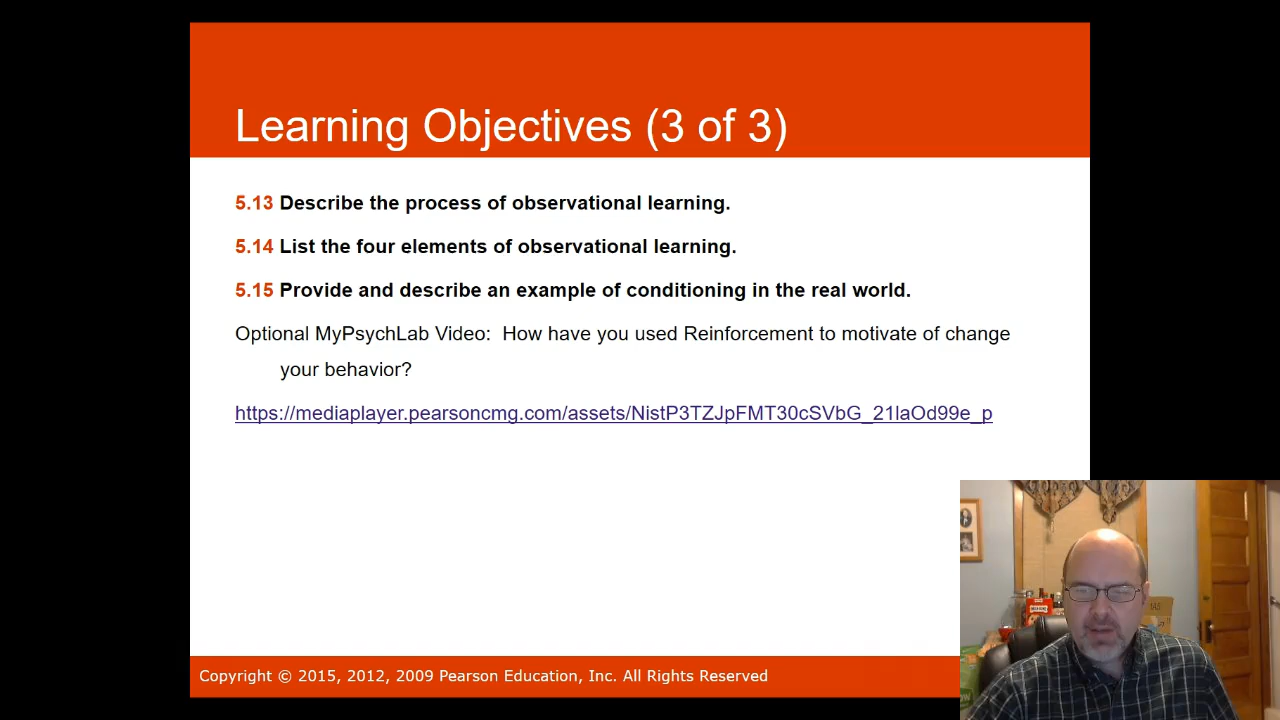 Learning Objectives (3 of 3)
5.13 Describe the process of observational learning.
5.14 List the four elements of observational learning.
5.15 Provide and describe an example of conditioning in the real world.
Optional MyPsychLab Video: How have you used Reinforcement to motivate of change
your behavior?
https://mediaplayer.pearsoncmg.com/assets/NistP3TZJpFMT30cSVbG_21laOd99e_p
Copyright © 2015, 2012, 2009 Pearson Education, Inc. All Rights Reserved